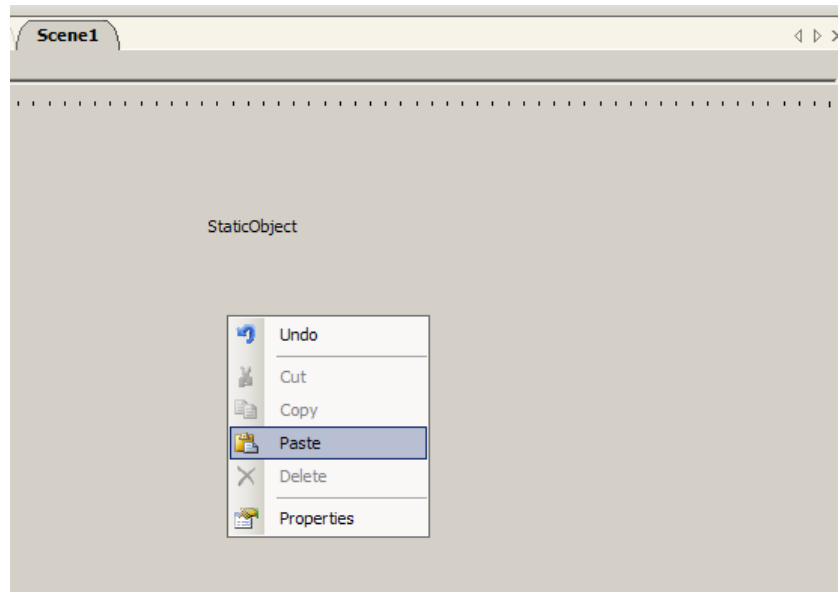 Scene1
StaticObject
Undo
Cut
Copy
Paste
Delete
Properties